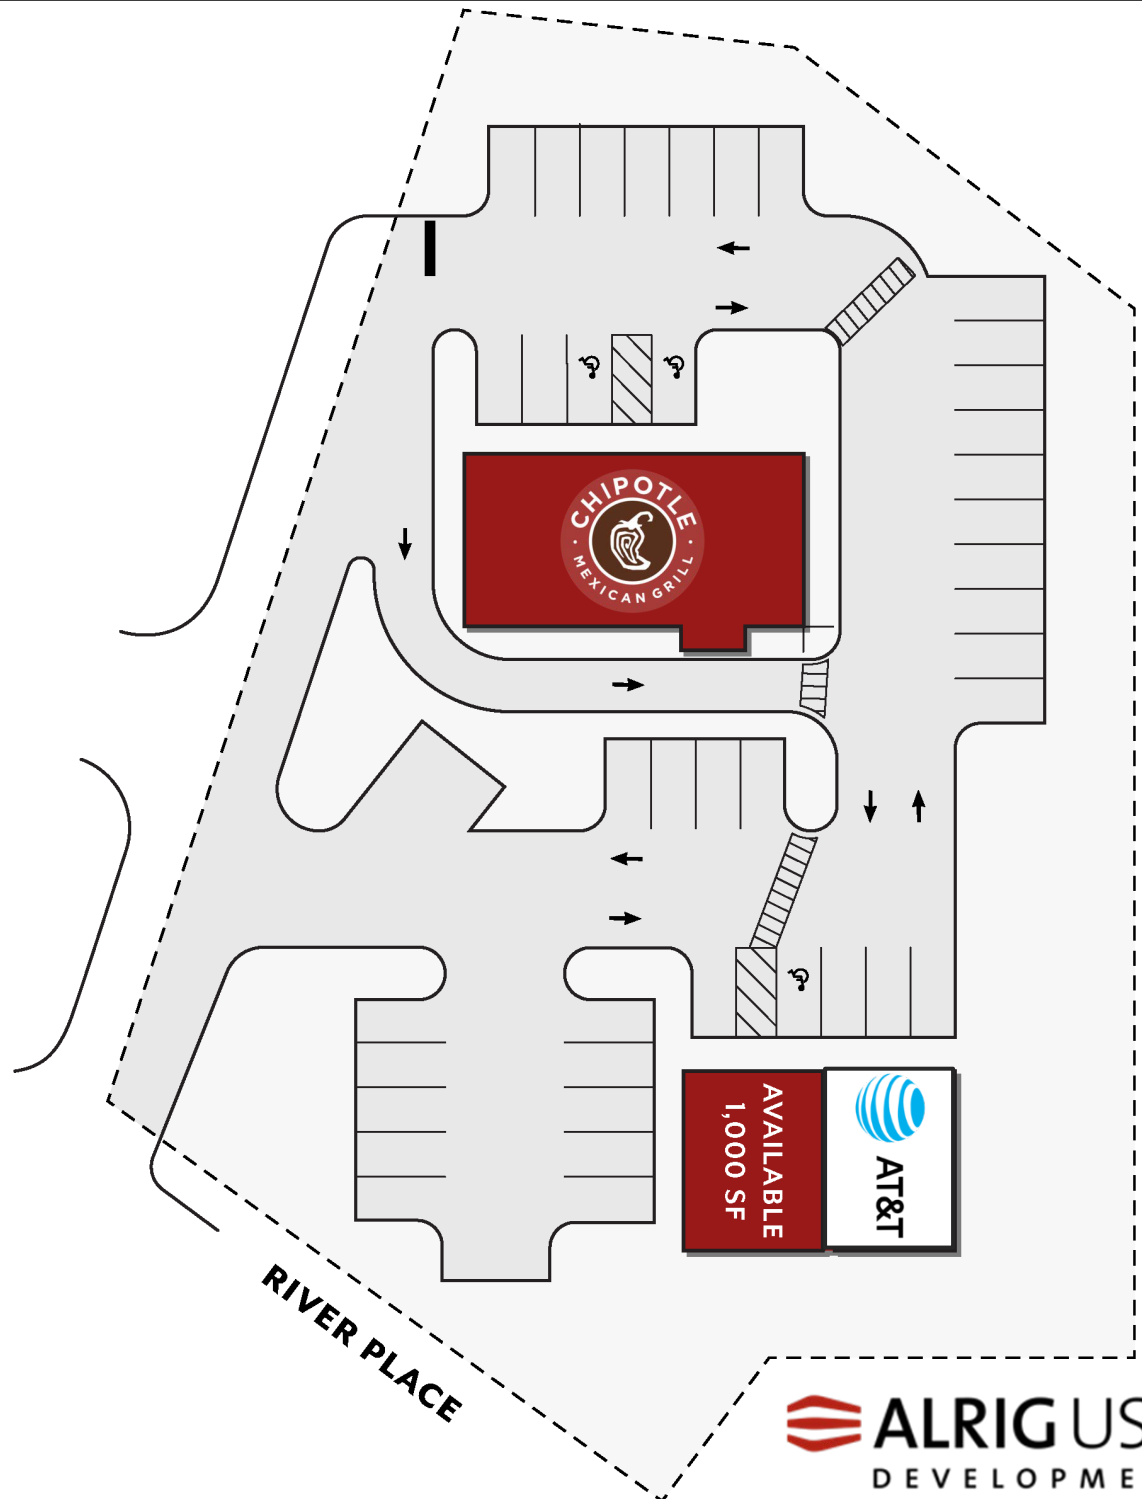 CHIPOTLE
MEXICAN GRILL
AVAILABLE
1,000 SF
AT&T
RIVER PLACE
ALRIG US
DEVELOPME